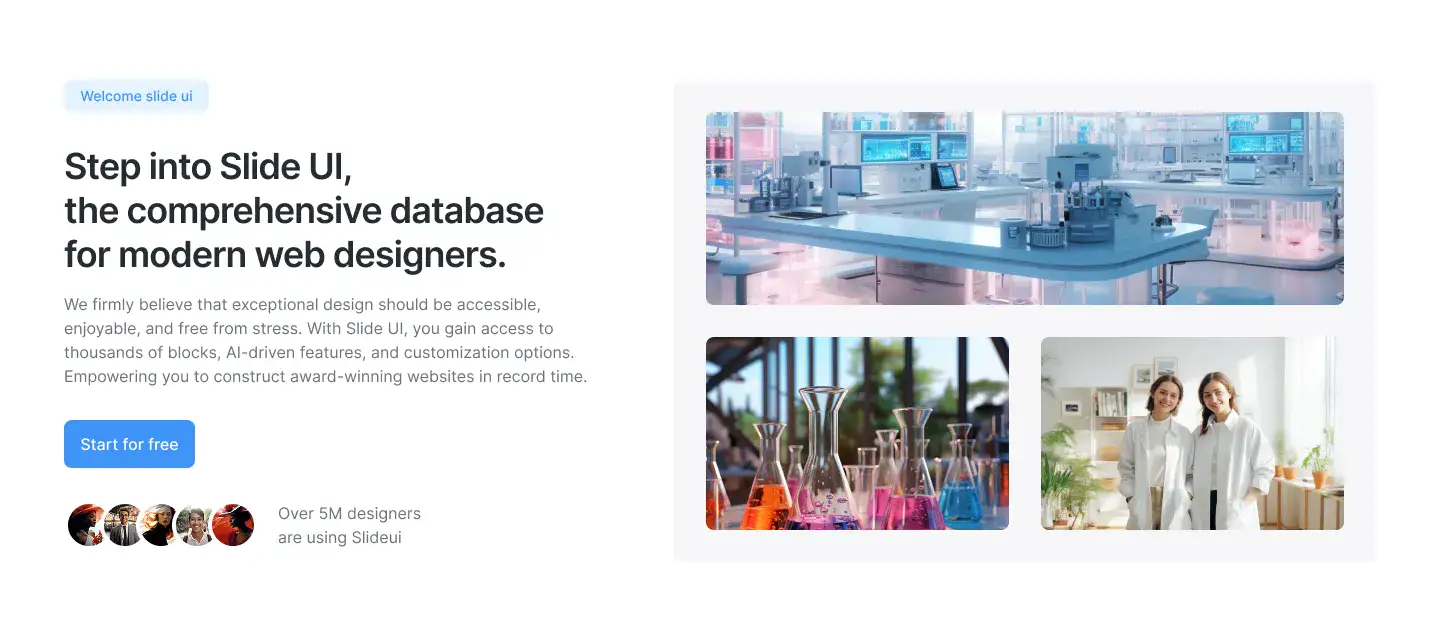 Welcome slide ui
Step into Slide UI,
the comprehensive database
for modern web designers.
We firmly believe that exceptional design should be accessible,
enjoyable, and free from stress. With Slide UI, you gain access to
thousands of blocks, AI-driven features, and customization options.
Empowering you to construct award-winning websites in record time.
Start for free
Over 5M designers
are using Slideui